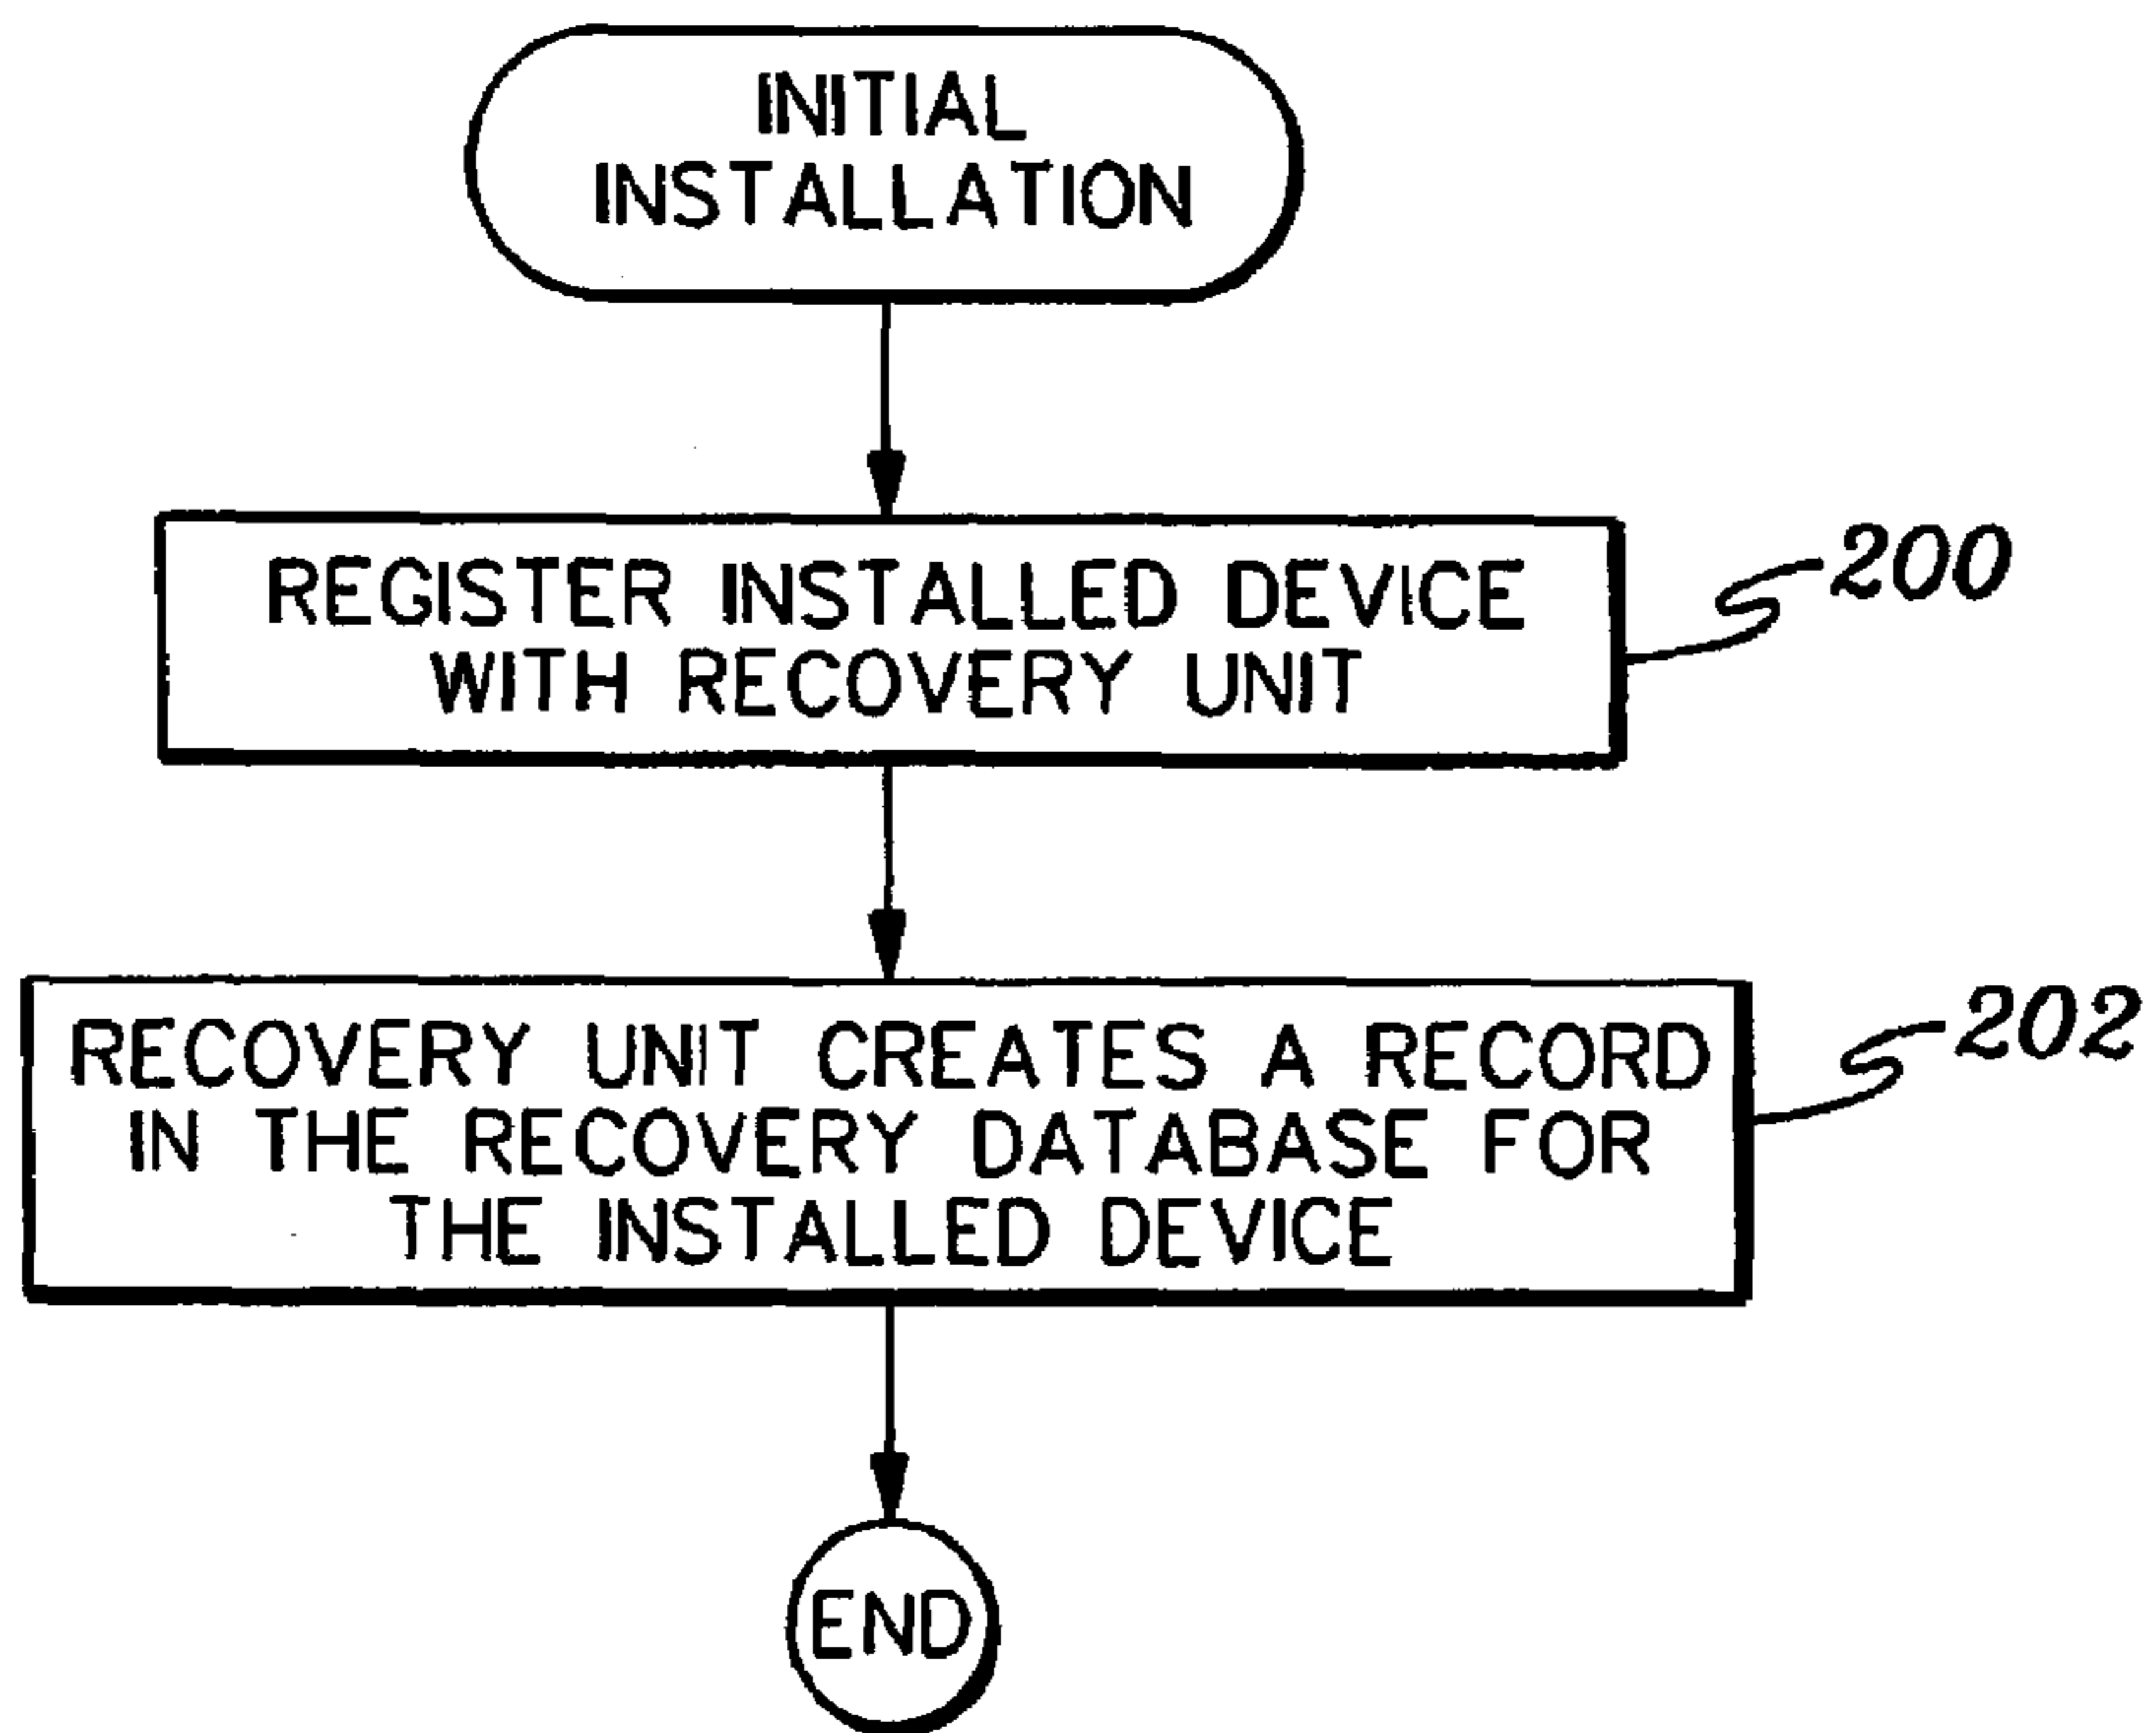 INITIAL
INSTALLATION
REGISTER INSTALLED DEVICE
WITH RECOVERY UNIT
200
RECOVERY UNIT CREATES A RECORD
IN THE RECOVERY DATABASE FOR
THE INSTALLED DEVICE
202
END